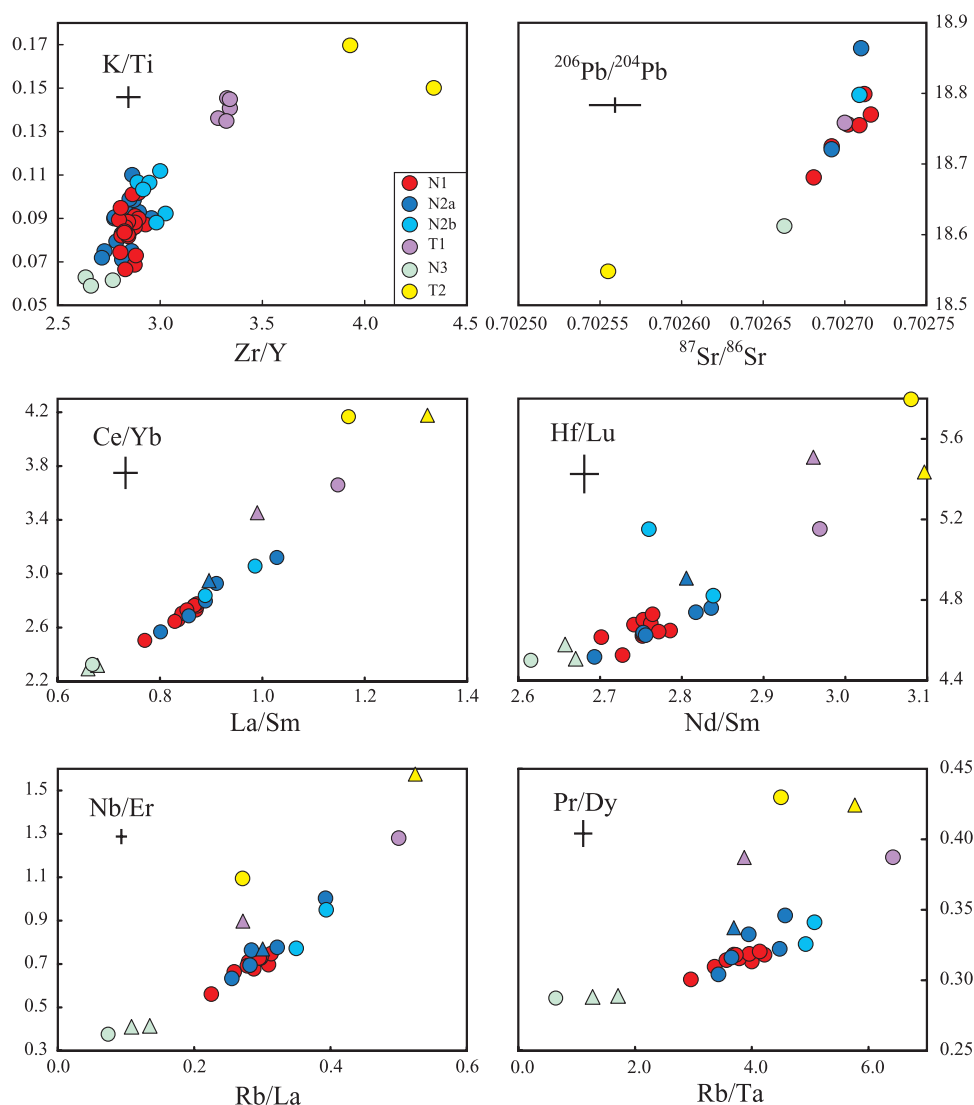 0.17
0.15
0.13
0.11
0.09
0.07
0.05
K/Ti
N1
N2a
N2b
T1
N3
T2
2.5 3.0 3.5 4.0 4.5
Zr/Y
18.9
18.8
18.7
18.6
18.5
²⁰⁶Pb/²⁰⁴Pb
0.70250 0.70255 0.70260 0.70265 0.70270 0.70275
⁸⁷Sr/⁸⁶Sr
4.2
3.8
3.4
3.0
2.6
2.2
Ce/Yb
0.6 0.8 1.0 1.2 1.4
La/Sm
5.6
5.2
4.8
4.4
Hf/Lu
2.6 2.7 2.8 2.9 3.0 3.1
Nd/Sm
1.5
1.3
1.1
0.9
0.7
0.5
0.3
Nb/Er
0.0 0.2 0.4 0.6
Rb/La
0.45
0.40
0.35
0.30
0.25
Pr/Dy
0.0 2.0 4.0 6.0
Rb/Ta